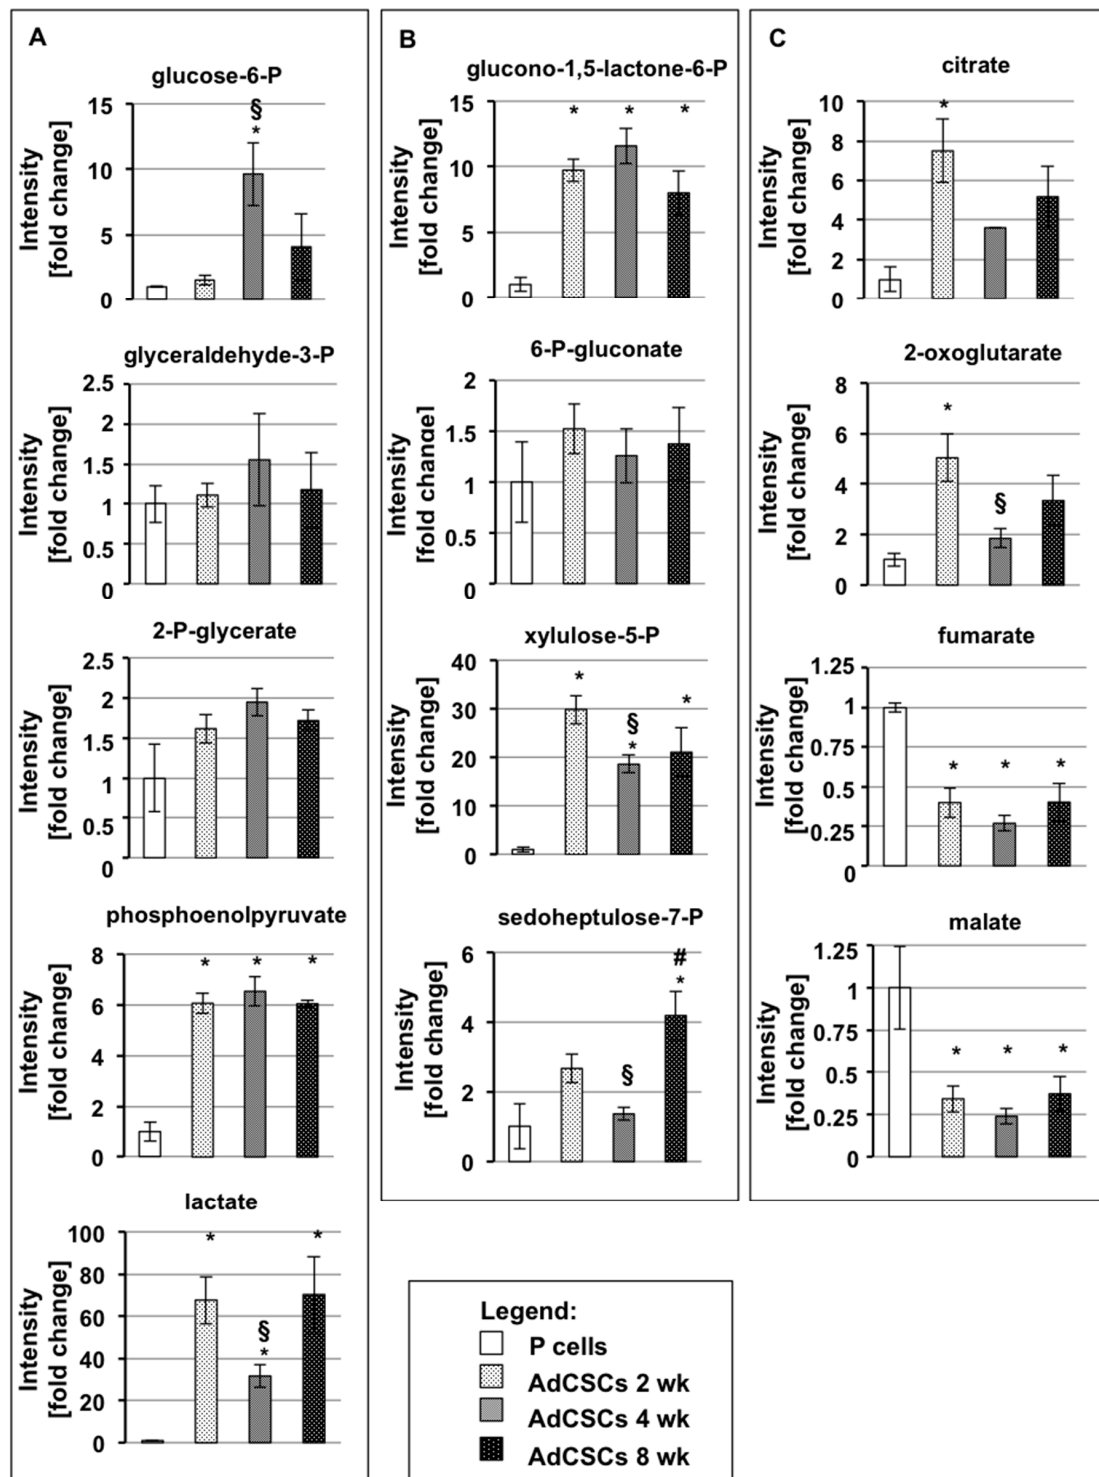 A
glucose-6-P
Intensity
[fold change]
15
10
5
0
§
*
glyceraldehyde-3-P
Intensity
[fold change]
2.5
2
1.5
1
0.5
0
2-P-glycerate
Intensity
[fold change]
2.5
2
1.5
1
0.5
0
phosphoenolpyruvate
Intensity
[fold change]
8
6
4
2
0
* * *
lactate
Intensity
[fold change]
100
80
60
40
20
0
*
§
*
*
B
glucono-1,5-lactone-6-P
Intensity
[fold change]
15
10
5
0
* * *
6-P-gluconate
Intensity
[fold change]
2
1.5
1
0.5
0
xylulose-5-P
Intensity
[fold change]
40
30
20
10
0
*
§
*
*
sedoheptulose-7-P
Intensity
[fold change]
6
4
2
0
§
#
*
C
citrate
Intensity
[fold change]
10
8
6
4
2
0
*
2-oxoglutarate
Intensity
[fold change]
8
6
4
2
0
*
§
fumarate
Intensity
[fold change]
1.25
1
0.75
0.5
0.25
0
* * *
malate
Intensity
[fold change]
1.25
1
0.75
0.5
0.25
0
* * *
Legend:
P cells
AdCSCs 2 wk
AdCSCs 4 wk
AdCSCs 8 wk